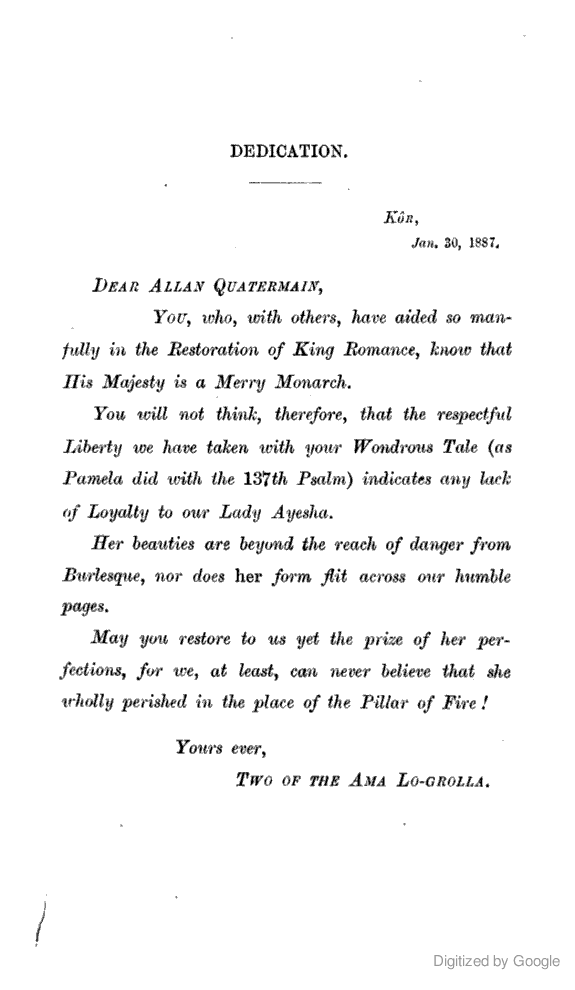 DEDICATION.
Kôr,
Jan. 30, 1887.
Dear Allan Quatermain,
You, who, with others, have aided so man-
fully in the Restoration of King Romance, know that
His Majesty is a Merry Monarch.
You will not think, therefore, that the respectful
Liberty we have taken with your Wondrous Tale (as
Pamela did with the 137th Psalm) indicates any lack
of Loyalty to our Lady Ayesha.
Her beauties are beyond the reach of danger from
Burlesque, nor does her form flit across our humble
pages.
May you restore to us yet the prize of her per-
fections, for we, at least, can never believe that she
wholly perished in the place of the Pillar of Fire!
Yours ever,
Two of the Ama Lo-grolla.
Digitized by Google